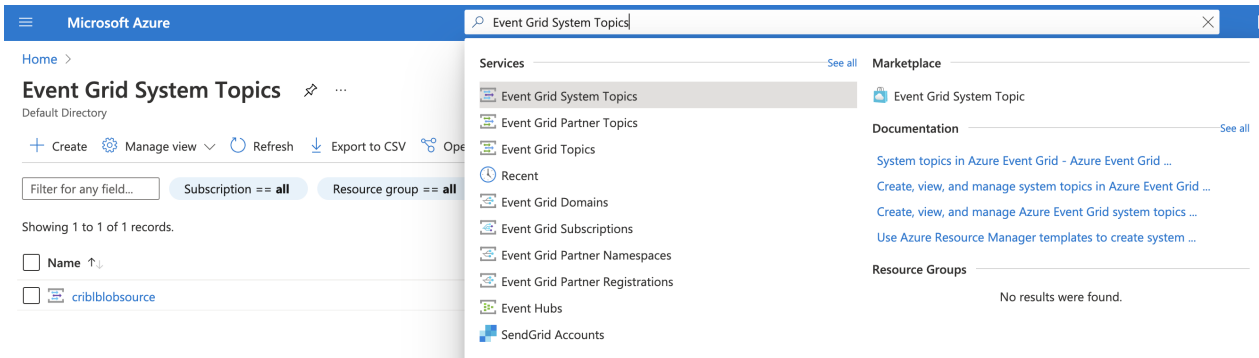 Microsoft Azure
Event Grid System Topics
Home >
Event Grid System Topics
...
Default Directory
Create
Manage view
Refresh
Export to CSV
Ope
Filter for any field...
Subscription == all
Resource group == all
Showing 1 to 1 of 1 records.
Name ↑↓
criblblobsource
Services
See all
Event Grid System Topics
Event Grid Partner Topics
Event Grid Topics
Recent
Event Grid Domains
Event Grid Subscriptions
Event Grid Partner Namespaces
Event Grid Partner Registrations
Event Hubs
SendGrid Accounts
Marketplace
Event Grid System Topic
Documentation
See all
System topics in Azure Event Grid - Azure Event Grid ...
Create, view, and manage system topics in Azure Event Grid ...
Create, view, and manage Azure Event Grid system topics ...
Use Azure Resource Manager templates to create system ...
Resource Groups
No results were found.